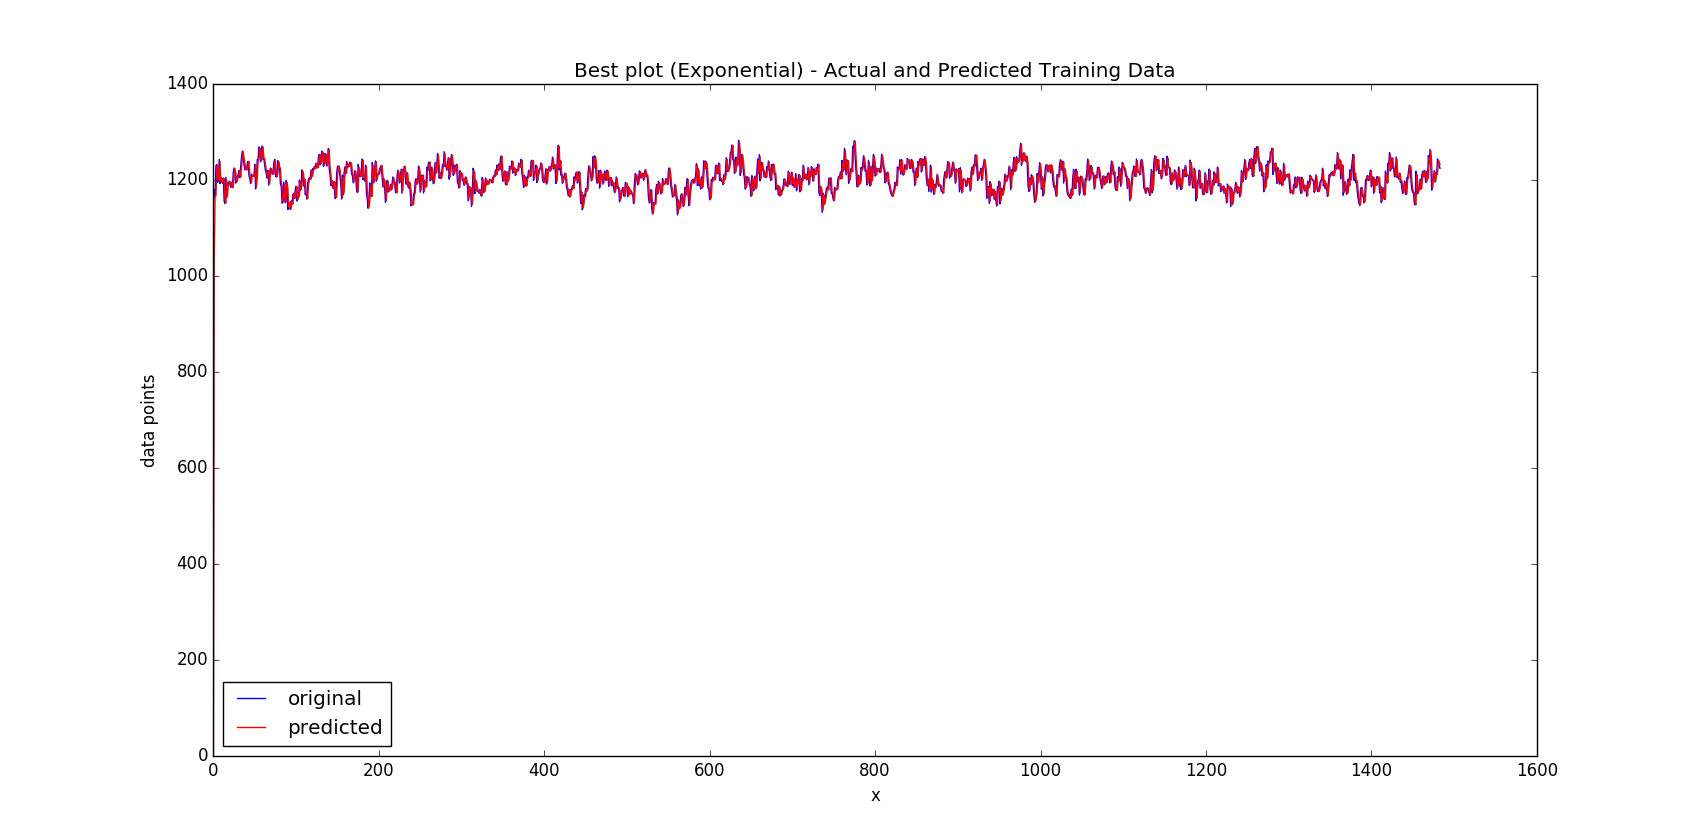 Best plot (Exponential) - Actual and Predicted Training Data
1400
1200
1000
800
600
400
200
0
data points
original
predicted
0 200 400 600 800 1000 1200 1400 1600
x